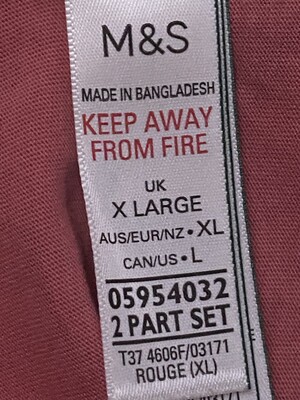 M&S
MADE IN BANGLADESH
KEEP AWAY
FROM FIRE
UK
X LARGE
AUS/EUR/NZ • XL
CAN/US • L
05954032
2 PART SET
T37 4606F/03171
ROUGE (XL)